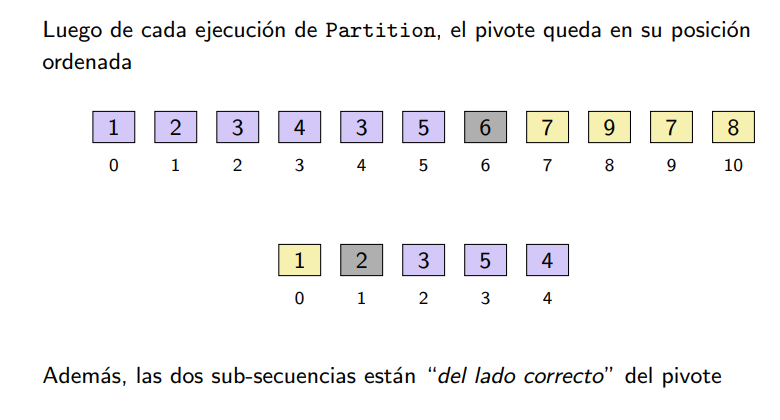 Luego de cada ejecución de Partition, el pivote queda en su posición
ordenada
1 2 3 4 3 5 6 7 9 7 8
0 1 2 3 4 5 6 7 8 9 10
1 2 3 5 4
0 1 2 3 4
Además, las dos sub-secuencias están “del lado correcto” del pivote